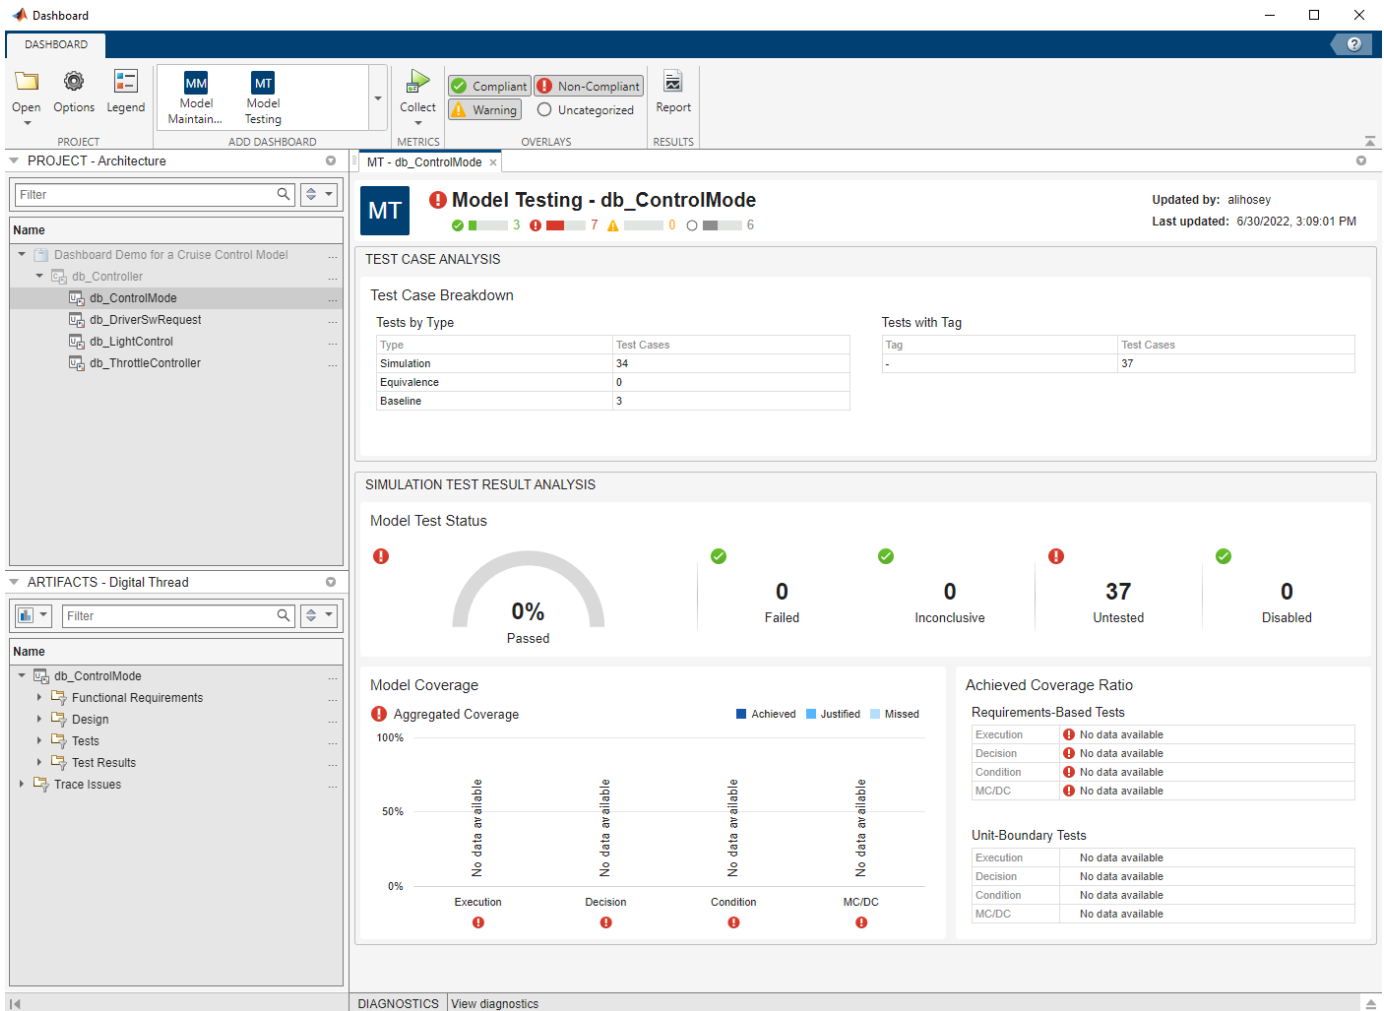 Dashboard
DASHBOARD
Open Options Legend
PROJECT
MM
Model
Maintain...
MT
Model
Testing
ADD DASHBOARD
Collect
METRICS
Compliant Non-Compliant
Warning Uncategorized
OVERLAYS
Report
RESULTS
PROJECT - Architecture
Filter
Name
Dashboard Demo for a Cruise Control Model ...
db_Controller ...
db_ControlMode ...
db_DriverSwRequest ...
db_LightControl ...
db_ThrottleController ...
ARTIFACTS - Digital Thread
Filter
Name
db_ControlMode ...
Functional Requirements ...
Design ...
Tests ...
Test Results ...
Trace Issues ...
MT - db_ControlMode
MT
Model Testing - db_ControlMode
3 7 0 6
Updated by: alihosey
Last updated: 6/30/2022, 3:09:01 PM
TEST CASE ANALYSIS
Test Case Breakdown
Tests by Type
Type Test Cases
Simulation 34
Equivalence 0
Baseline 3
Tests with Tag
Tag Test Cases
- 37
SIMULATION TEST RESULT ANALYSIS
Model Test Status
0%
Passed
0
Failed
0
Inconclusive
37
Untested
0
Disabled
Model Coverage
Aggregated Coverage
Achieved Justified Missed
100%
50%
0%
No data available
No data available
No data available
No data available
Execution Decision Condition MC/DC
Achieved Coverage Ratio
Requirements-Based Tests
Execution No data available
Decision No data available
Condition No data available
MC/DC No data available
Unit-Boundary Tests
Execution No data available
Decision No data available
Condition No data available
MC/DC No data available
DIAGNOSTICS View diagnostics